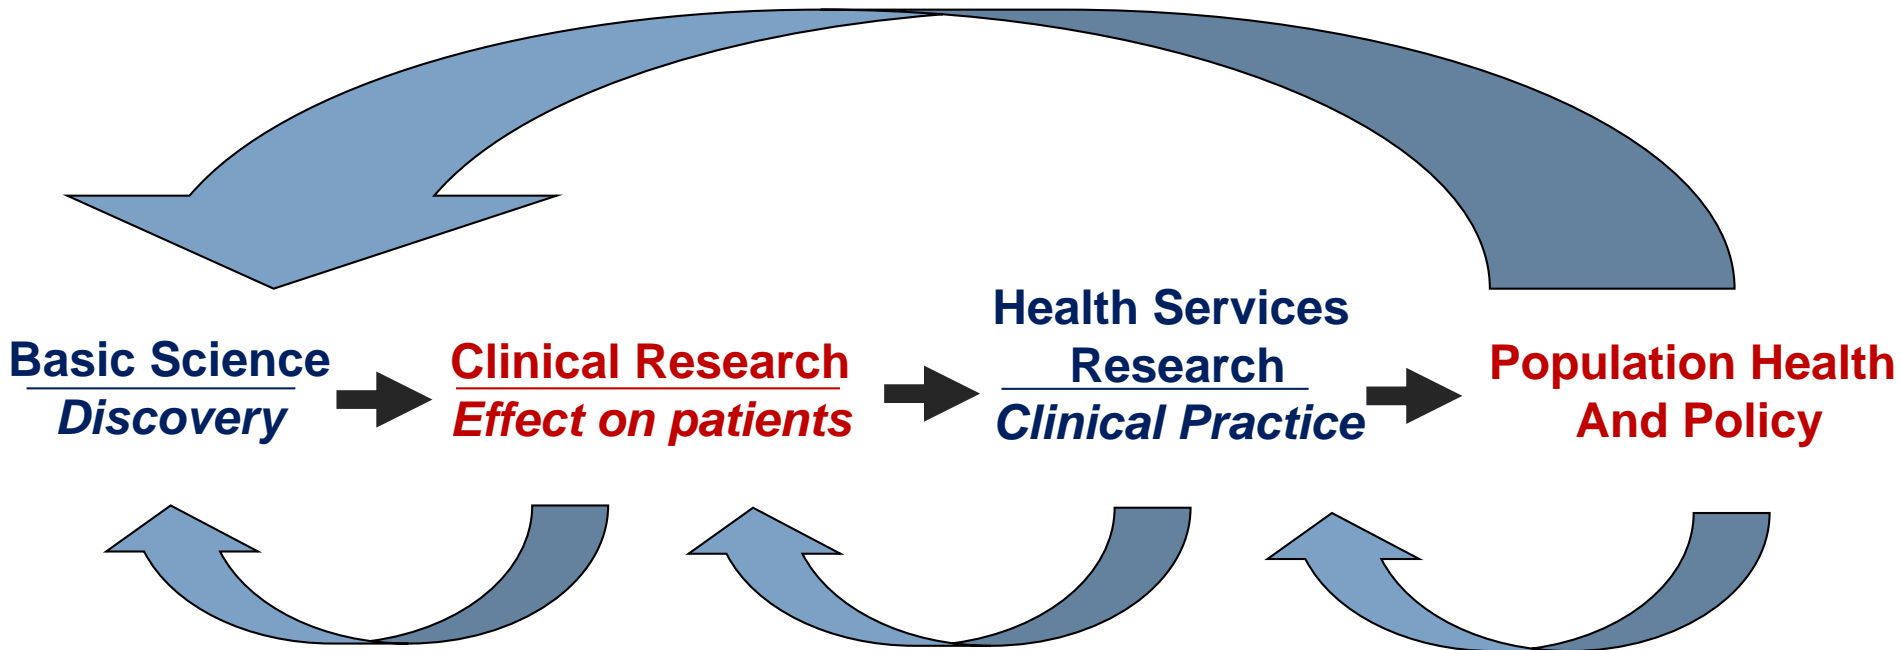 Basic Science
Discovery
Clinical Research
Effect on patients
Health Services
Research
Clinical Practice
Population Health
And Policy